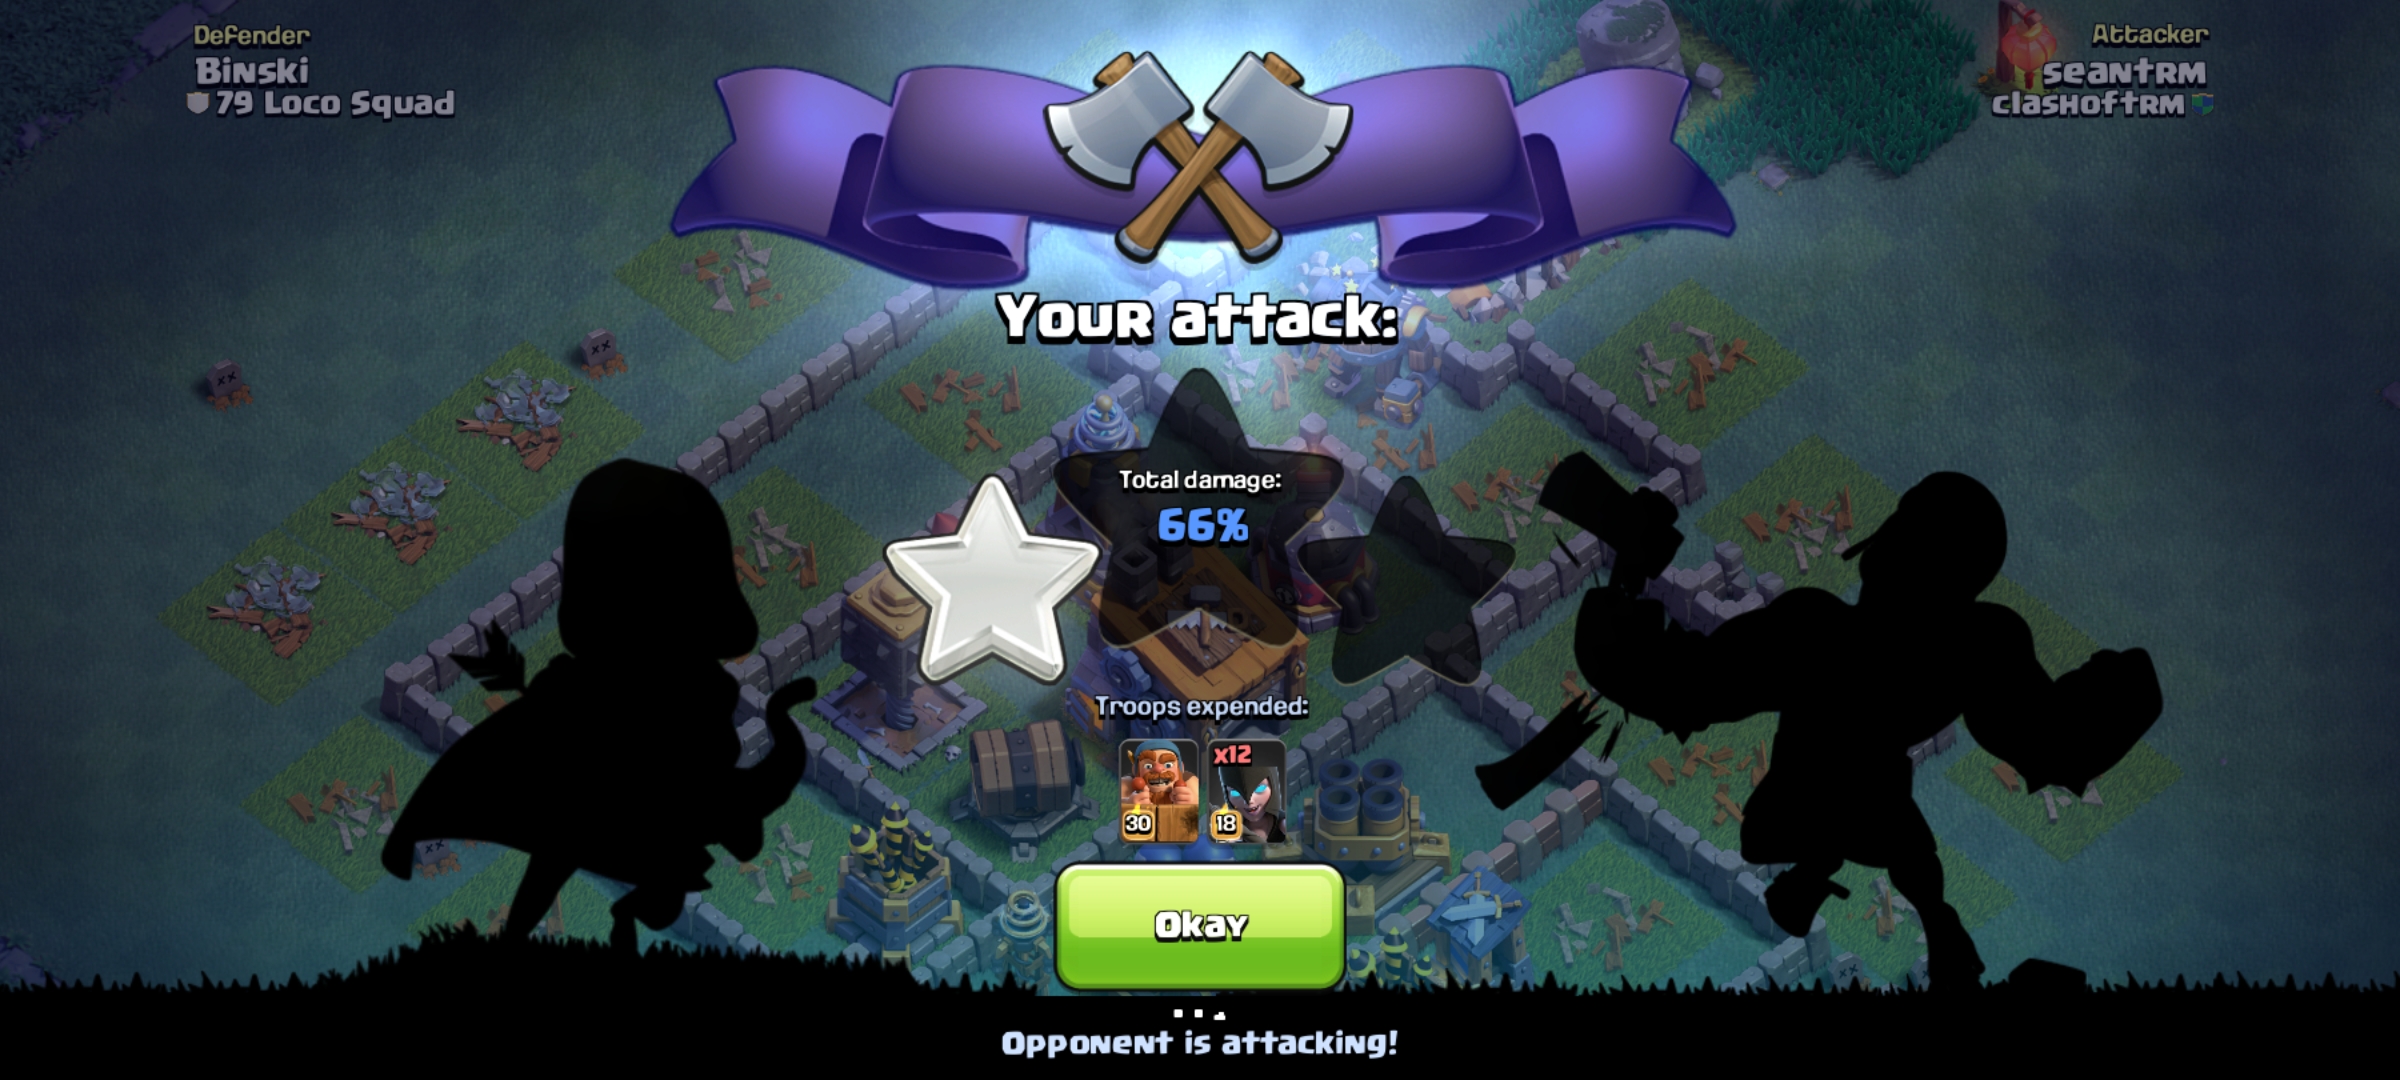 Defender
Binski
79 Loco Squad
Attacker
seantRM
clashoftRM
Your attack:
Total damage:
66%
Troops expended:
x12
30
18
Okay
Opponent is attacking!